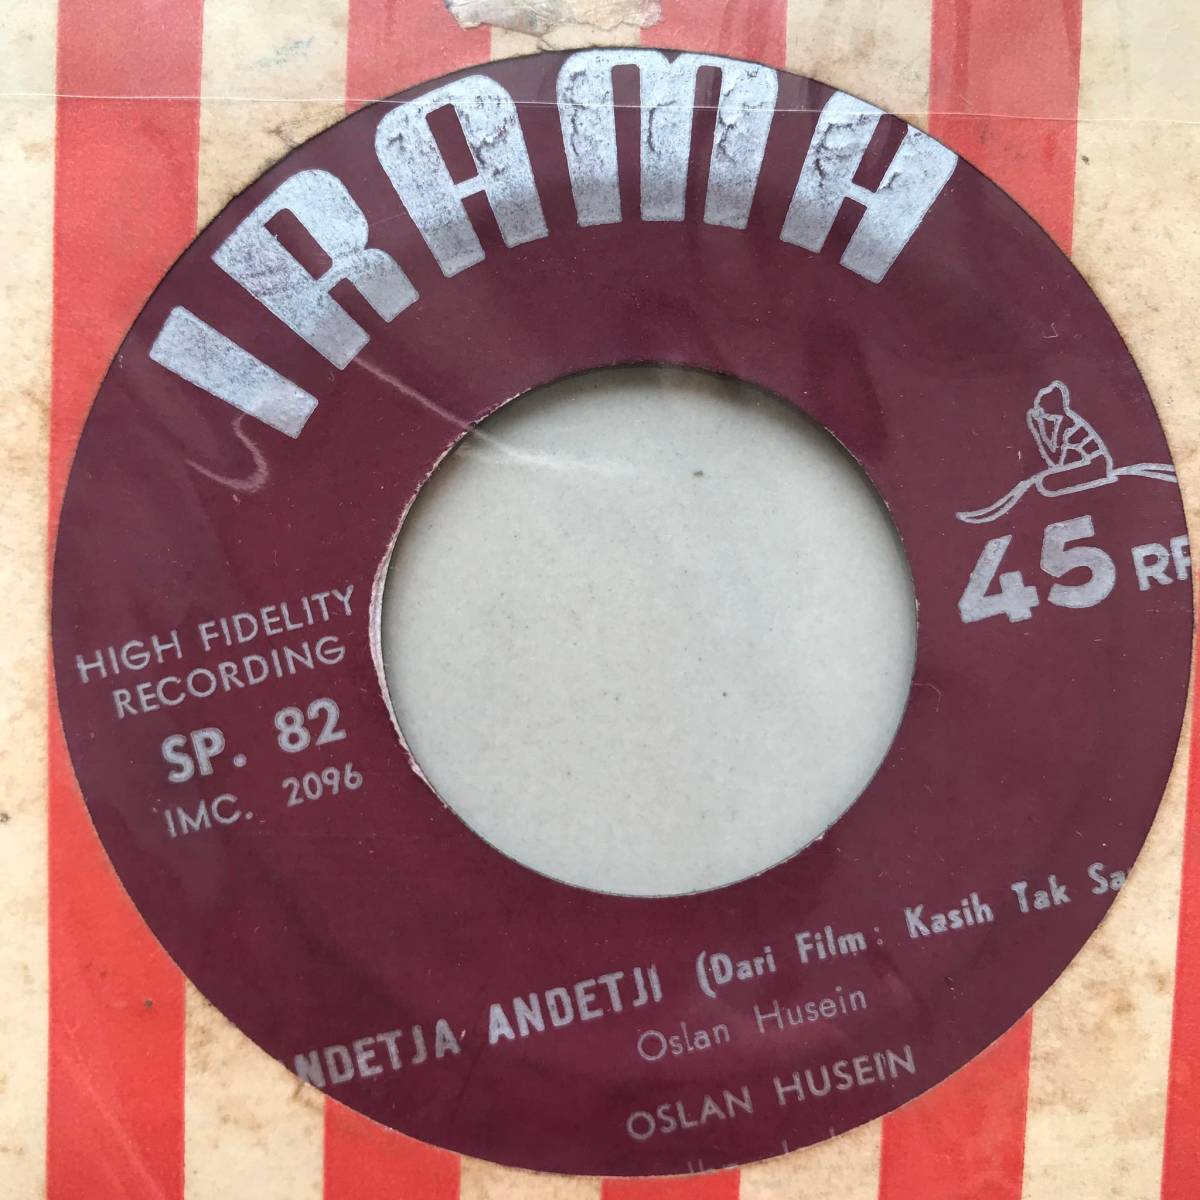 IRAMA
45 RP
HIGH FIDELITY
RECORDING
SP. 82
IMC. 2096
NDETJA ANDETJI (Dari Film: Kasih Tak Sa
Oslan Husein
OSLAN HUSEIN